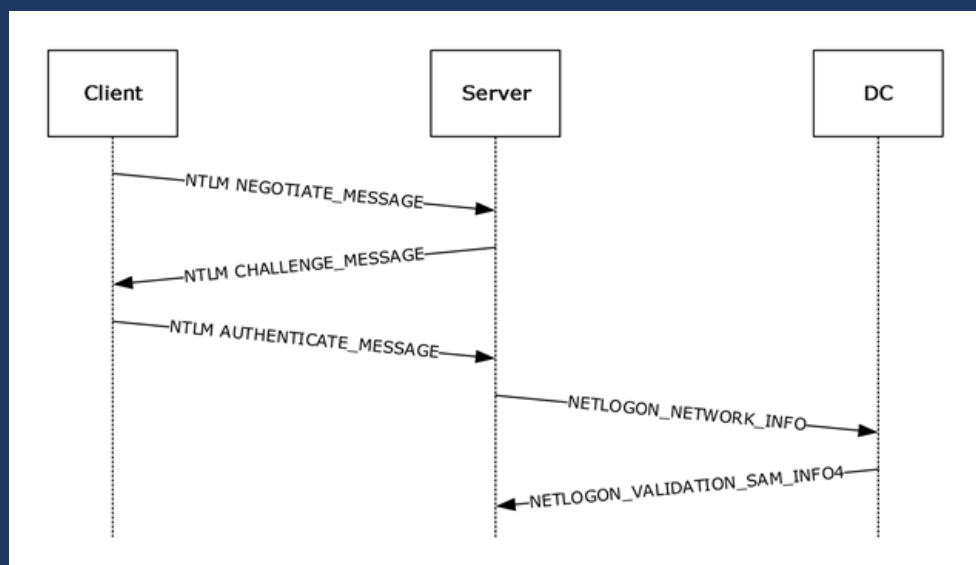 Client
Server
DC
NTLM NEGOTIATE_MESSAGE
NTLM CHALLENGE_MESSAGE
NTLM AUTHENTICATE_MESSAGE
NETLOGON_NETWORK_INFO
NETLOGON_VALIDATION_SAM_INFO4